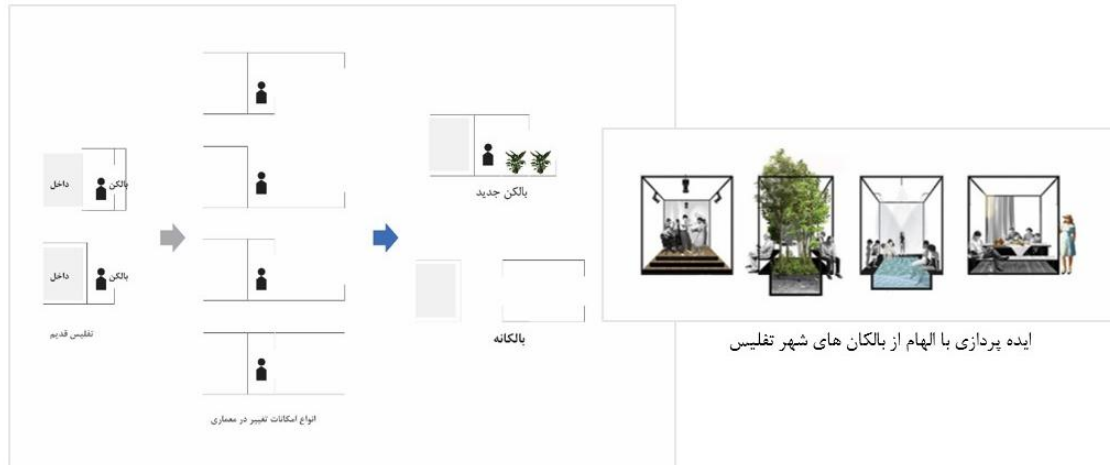 داخل
بالکن
داخل
بالکن
تفلیس قدیم
انواع امکانات تغییر در معماری
بالکن جدید
بالکانه
ایده پردازی با الهام از بالکان های شهر تفلیس